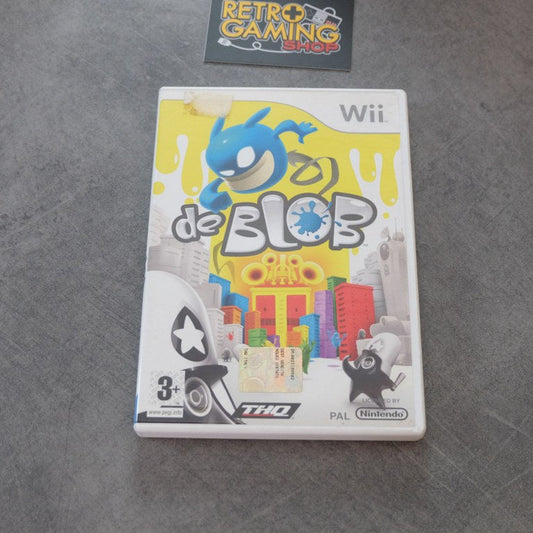 RETRO
GAMING
SHOP
Wii
de BLOB
3+
www.pegi.info
THQ
PAL
LICENSED BY
Nintendo